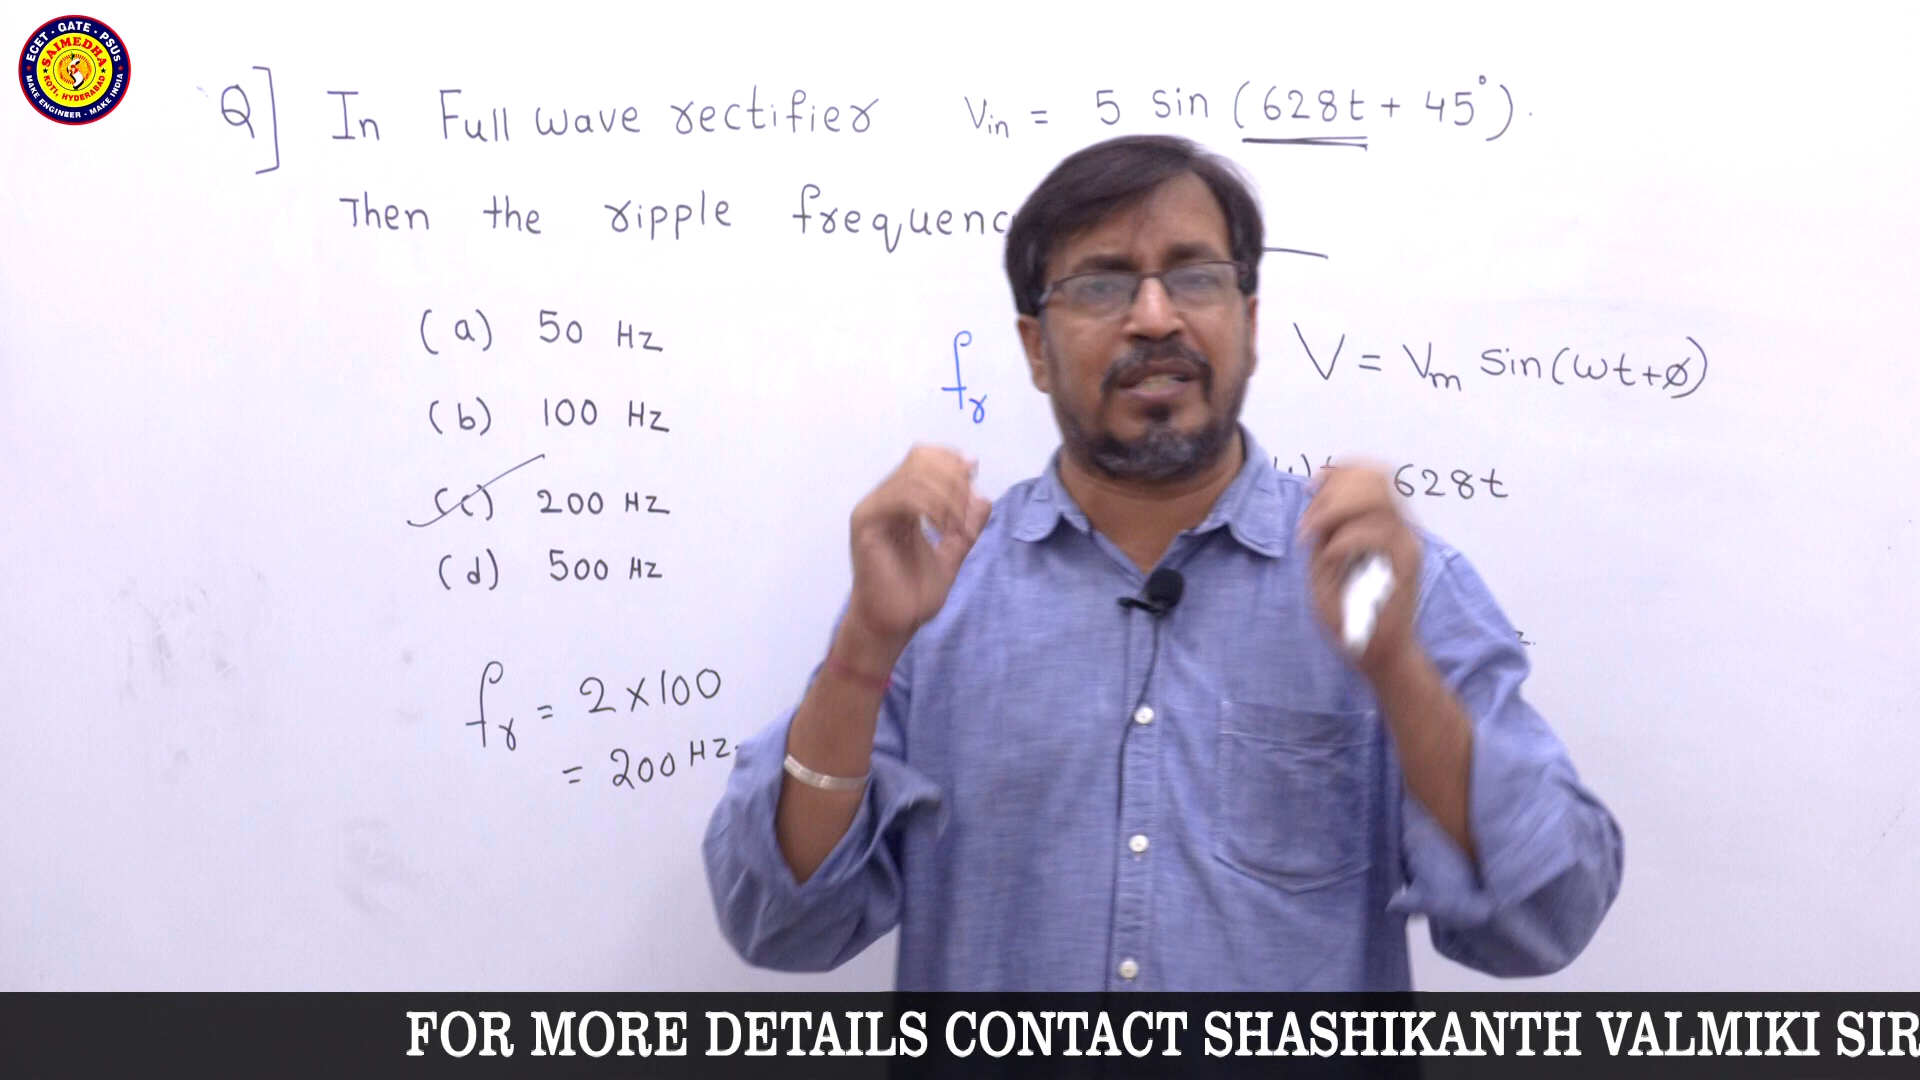 ECET - GATE - PSUS
SAIMEDHA
KOTI, HYDERABAD
MAKE ENGINEER - MAKE INDIA
Q] In Full wave rectifier Vin = 5 sin (628t + 45°).
Then the ripple
(a) 50 Hz
(b) 100 Hz
(c) 200 Hz
(d) 500 Hz
fr = 2 × 100
= 200 Hz.
fr
V = Vm sin(ωt+ø)
628t
FOR MORE DETAILS CONTACT SHASHIKANTH VALMIKI SIR